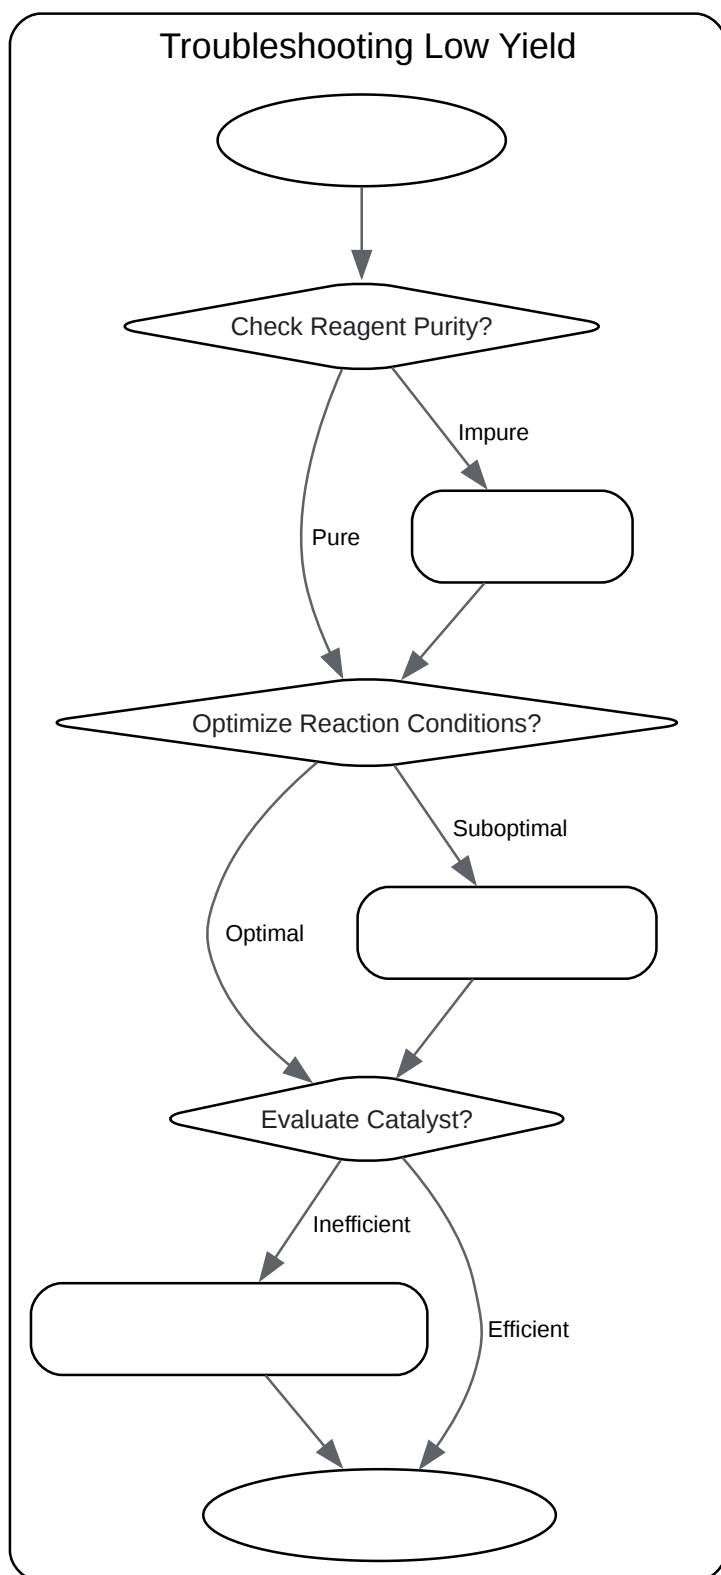 Troubleshooting Low Yield
Check Reagent Purity?
Impure
Pure
Optimize Reaction Conditions?
Suboptimal
Optimal
Evaluate Catalyst?
Inefficient
Efficient